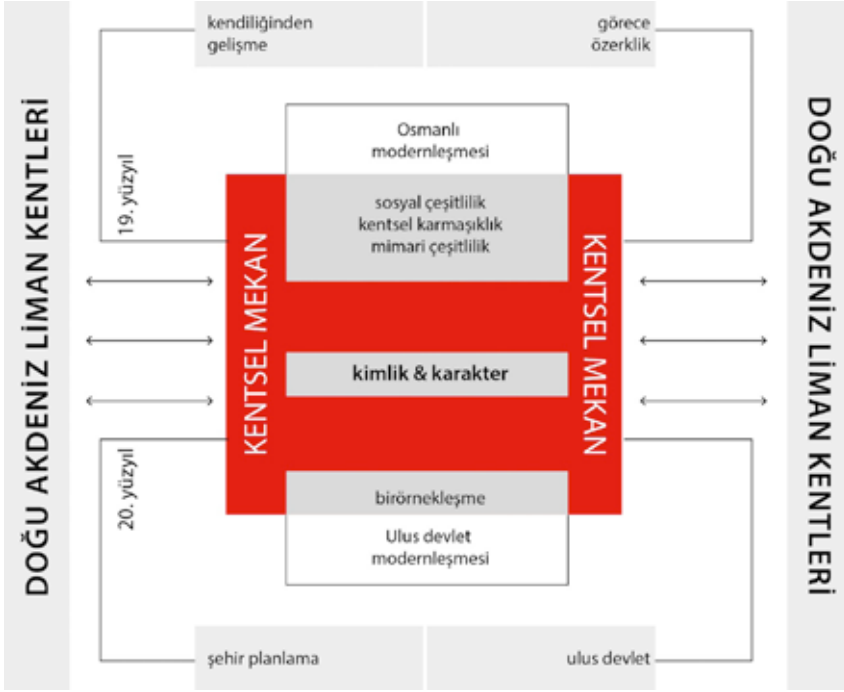 kendiliğinden
gelişme
görece
özerklik
DOĞU AKDENİZ LİMAN KENTLERİ
19. yüzyıl
Osmanlı
modernleşmesi
sosyal çeşitlilik
kentsel karmaşıklık
mimari çeşitlilik
KENTSEL MEKAN
kimlik & karakter
KENTSEL MEKAN
DOĞU AKDENİZ LİMAN KENTLERİ
20. yüzyıl
birörnekleşme
Ulus devlet
modernleşmesi
şehir planlama
ulus devlet